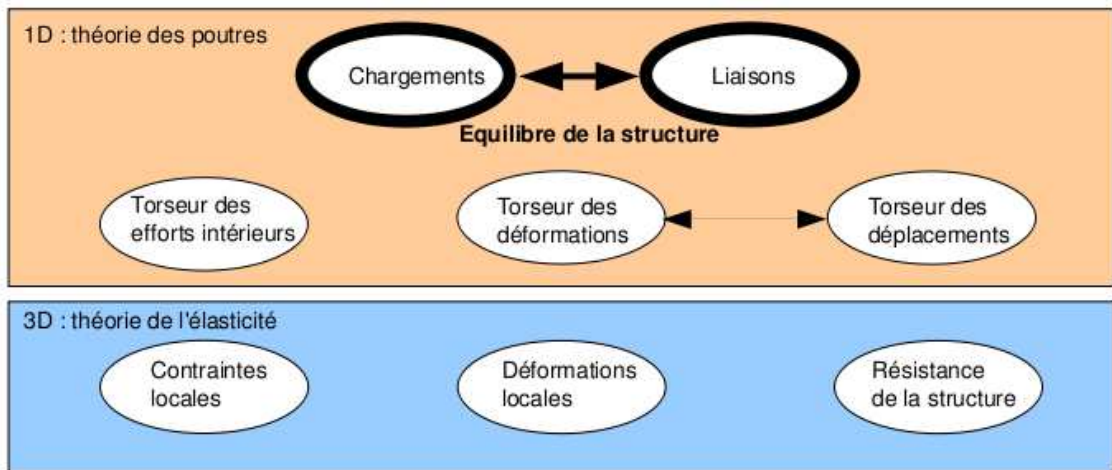 1D : théorie des poutres
Chargements
Liaisons
Equilibre de la structure
Torseur des
efforts intérieurs
Torseur des
déformations
Torseur des
déplacements
3D : théorie de l'élasticité
Contraintes
locales
Déformations
locales
Résistance
de la structure